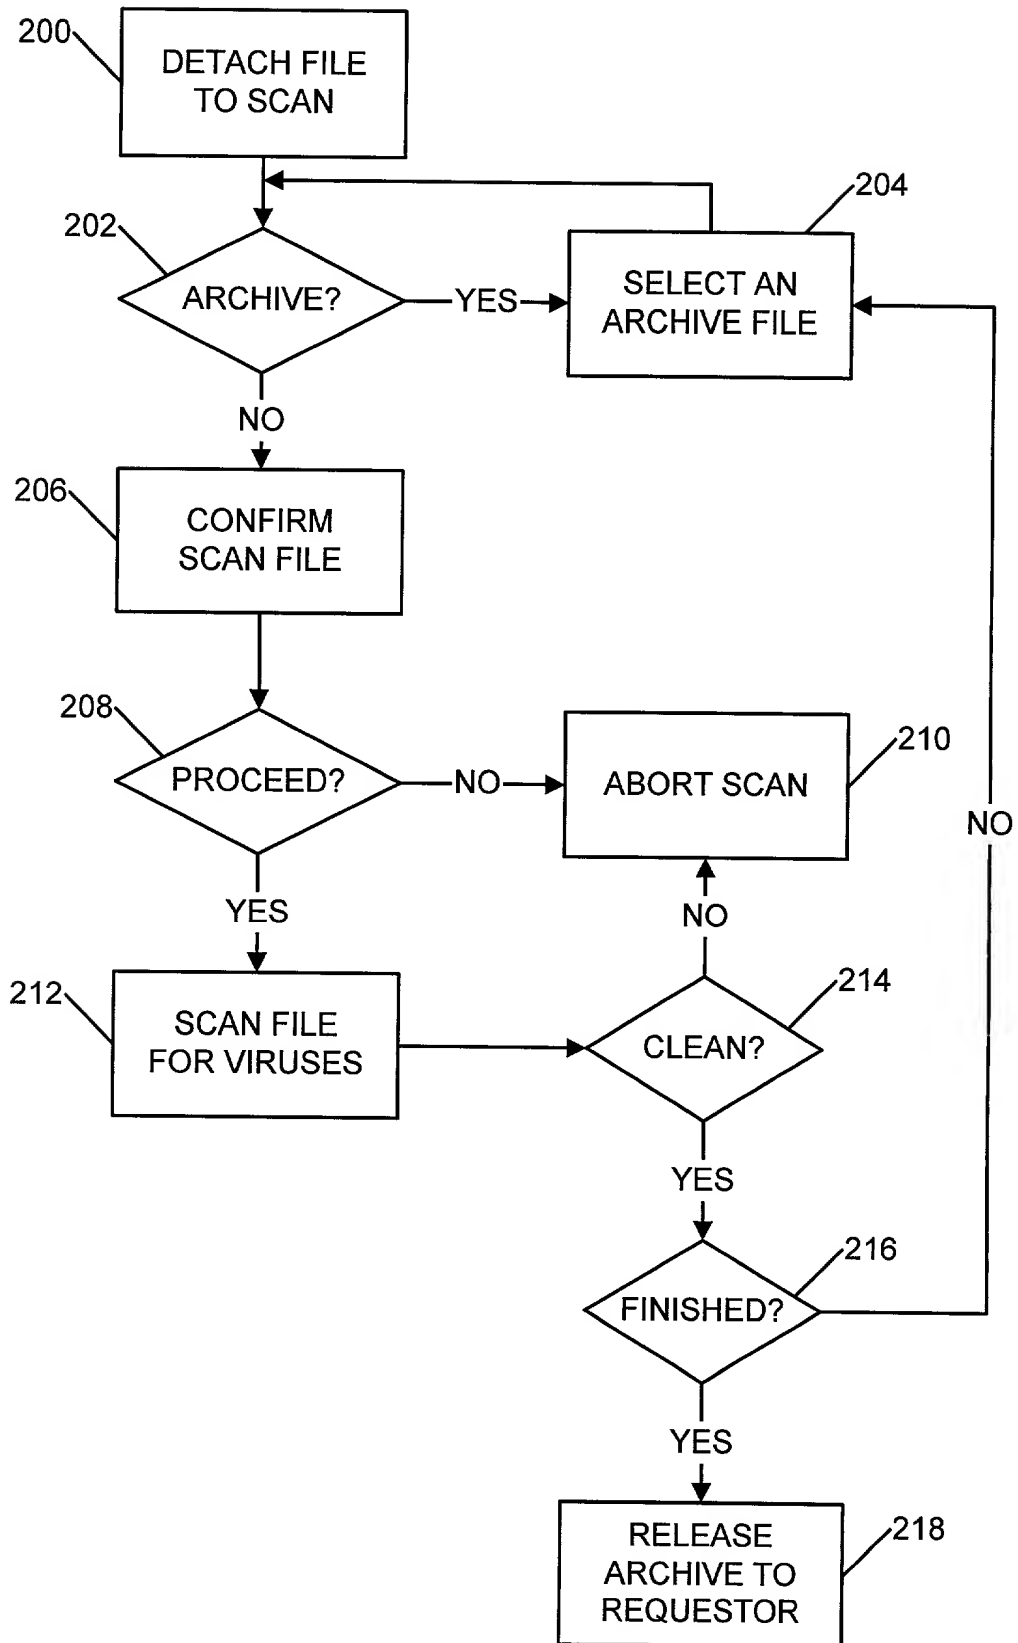 200
DETACH FILE
TO SCAN
204
202
ARCHIVE?
YES
SELECT AN
ARCHIVE FILE
NO
206
CONFIRM
SCAN FILE
208
PROCEED?
NO
210
ABORT SCAN
NO
YES
NO
212
SCAN FILE
FOR VIRUSES
214
CLEAN?
YES
216
FINISHED?
YES
218
RELEASE
ARCHIVE TO
REQUESTOR